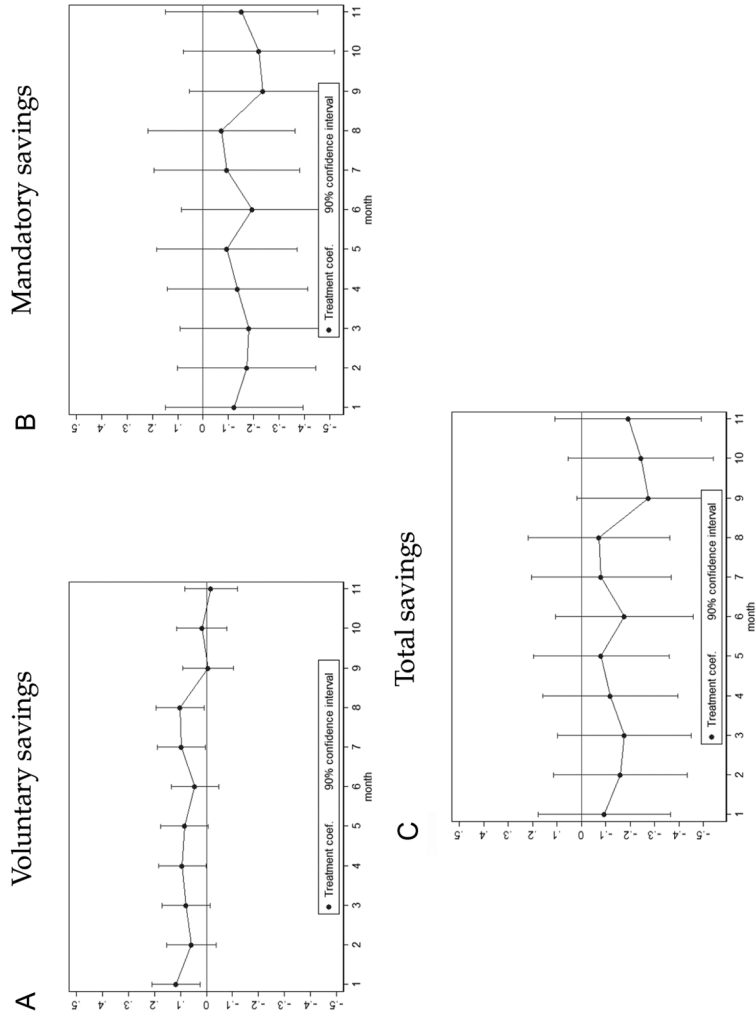 A
Voluntary savings
.5
.4
.3
.2
.1
0
-.1
-.2
-.3
-.4
-.5
1 2 3 4 5 6 7 8 9 10 11
month
Treatment coef. 90% confidence interval
B
Mandatory savings
.5
.4
.3
.2
.1
0
-.1
-.2
-.3
-.4
-.5
1 2 3 4 5 6 7 8 9 10 11
month
Treatment coef. 90% confidence interval
C
Total savings
.5
.4
.3
.2
.1
0
-.1
-.2
-.3
-.4
-.5
1 2 3 4 5 6 7 8 9 10 11
month
Treatment coef. 90% confidence interval